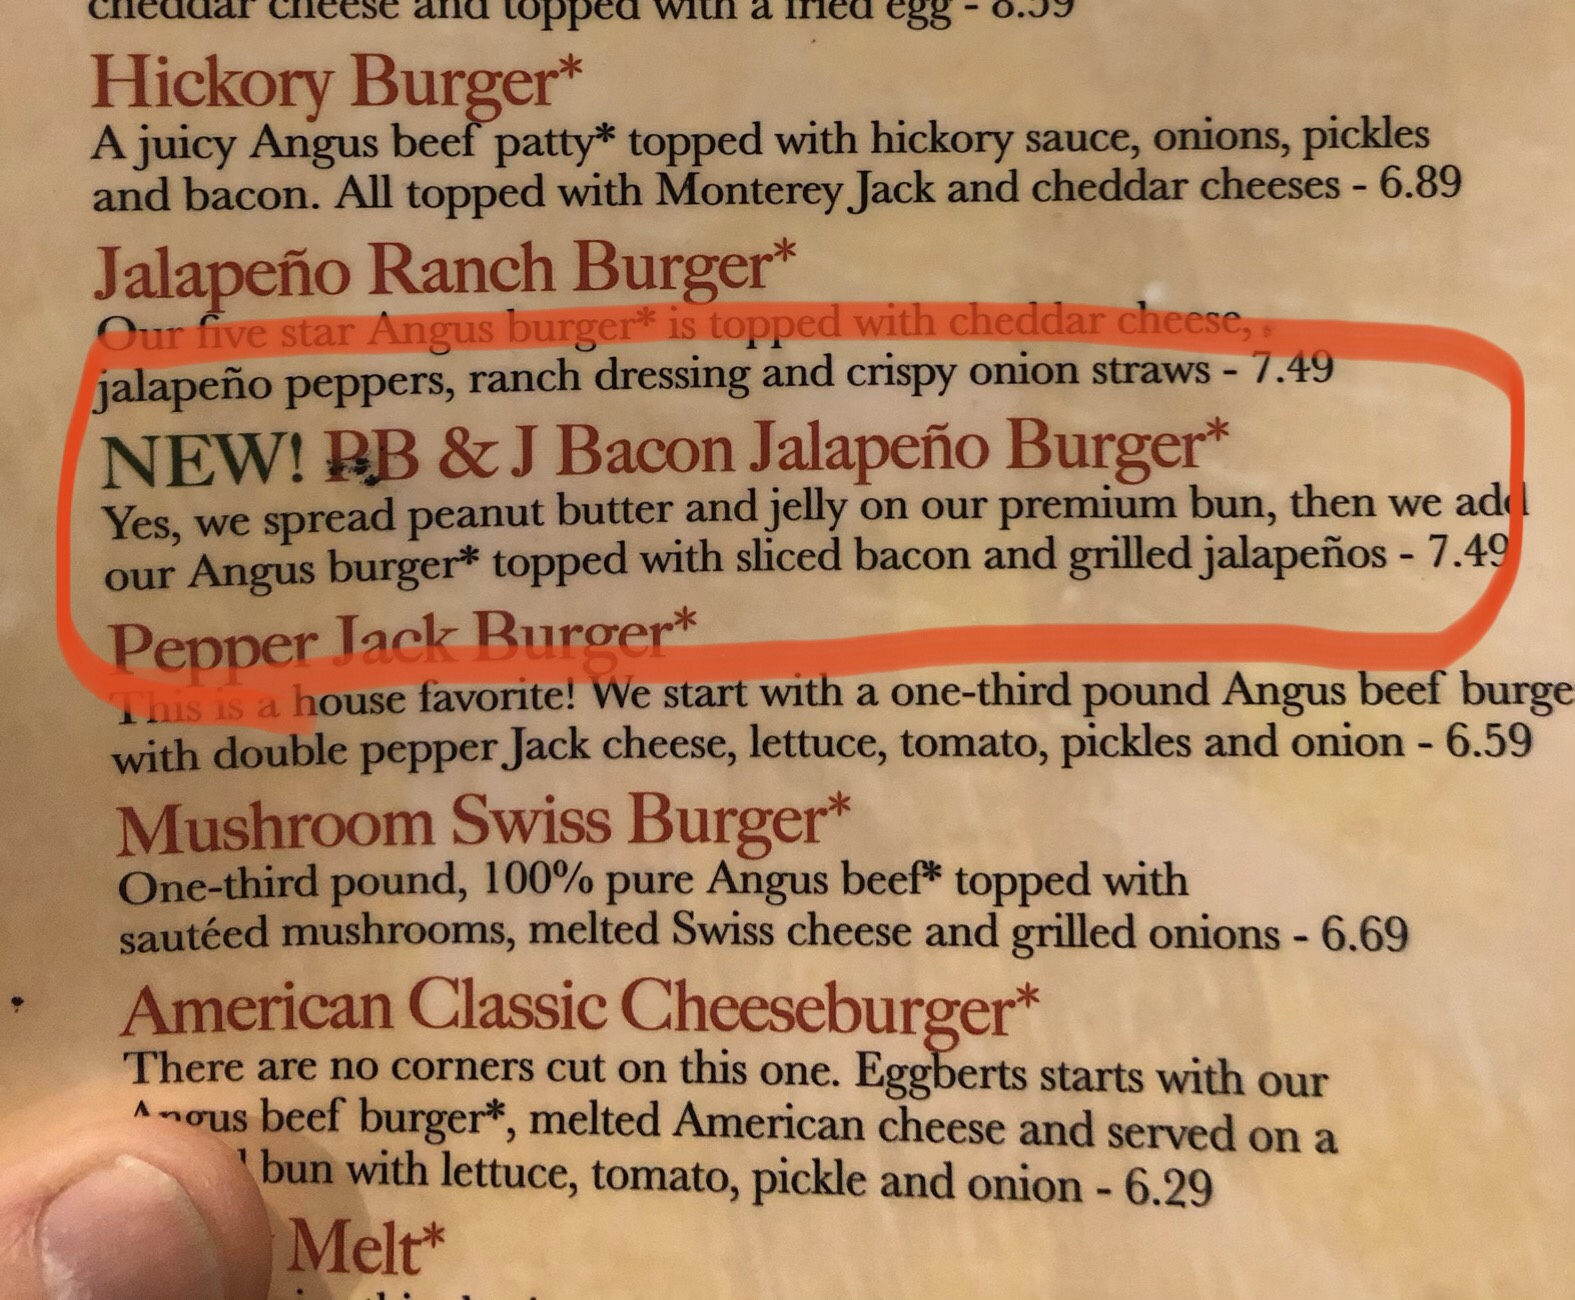 cheddar cheese and topped with a fried egg - 8.59
Hickory Burger*
A juicy Angus beef patty* topped with hickory sauce, onions, pickles
and bacon. All topped with Monterey Jack and cheddar cheeses - 6.89
Jalapeño Ranch Burger*
Our five star Angus burger* is topped with cheddar cheese,
jalapeño peppers, ranch dressing and crispy onion straws - 7.49
NEW! PB & J Bacon Jalapeño Burger*
Yes, we spread peanut butter and jelly on our premium bun, then we add
our Angus burger* topped with sliced bacon and grilled jalapeños - 7.49
Pepper Jack Burger*
This is a house favorite! We start with a one-third pound Angus beef burge
with double pepper Jack cheese, lettuce, tomato, pickles and onion - 6.59
Mushroom Swiss Burger*
One-third pound, 100% pure Angus beef* topped with
sautéed mushrooms, melted Swiss cheese and grilled onions - 6.69
American Classic Cheeseburger*
There are no corners cut on this one. Eggberts starts with our
Angus beef burger*, melted American cheese and served on a
bun with lettuce, tomato, pickle and onion - 6.29
Melt*